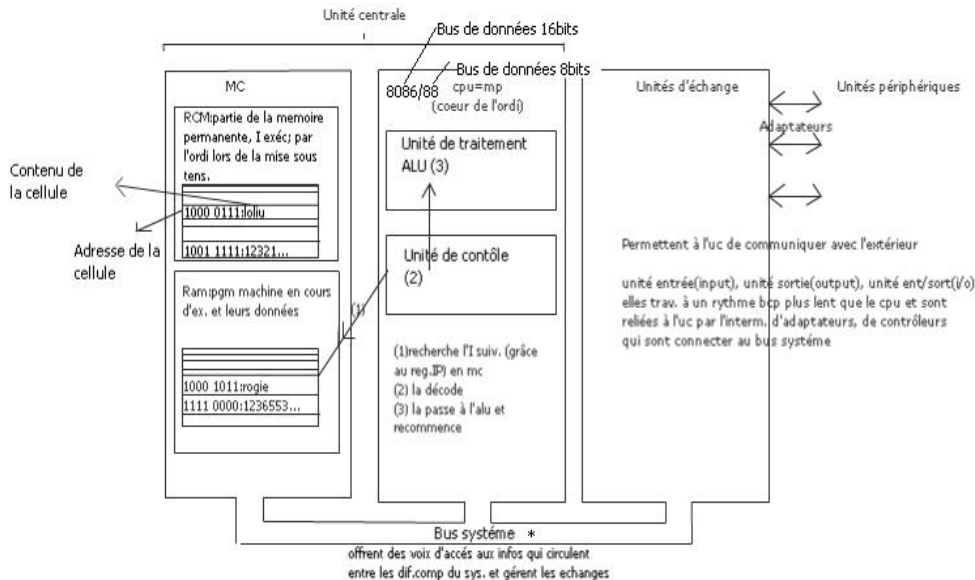 Unité centrale
Bus de données 16bits
Bus de données 8bits
MC
RCM:partie de la memoire
permanente, I exéc; par
l'ordi lors de la mise sous
tens.
1000 0111:loliu
1001 1111:12321...
Contenu de
la cellule
Adresse de la
cellule
Ram:pgm machine en cours
d'ex. et leurs données
1000 1011:rogie
1111 0000:1236553...
(1)
8086/88
cpu=mp
(coeur de l'ordi)
Unité de traitement
ALU (3)
Unité de contôle
(2)
(1)recherche l'I suiv. (grâce
au reg.IP) en mc
(2) la décode
(3) la passe à l'alu et
recommence
Unités d'échange
Unités périphériques
Adaptateurs
Permettent à l'uc de communiquer avec l'extérieur
unité entrée(input), unité sortie(output), unité ent/sort(i/o)
elles trav. à un rythme bcp plus lent que le cpu et sont
reliées à l'uc par l'interm. d'adaptateurs, de contrôleurs
qui sont connecter au bus systéme
Bus systéme *
offrent des voix d'accés aux infos qui circulent
entre les dif.comp du sys. et gérent les echanges